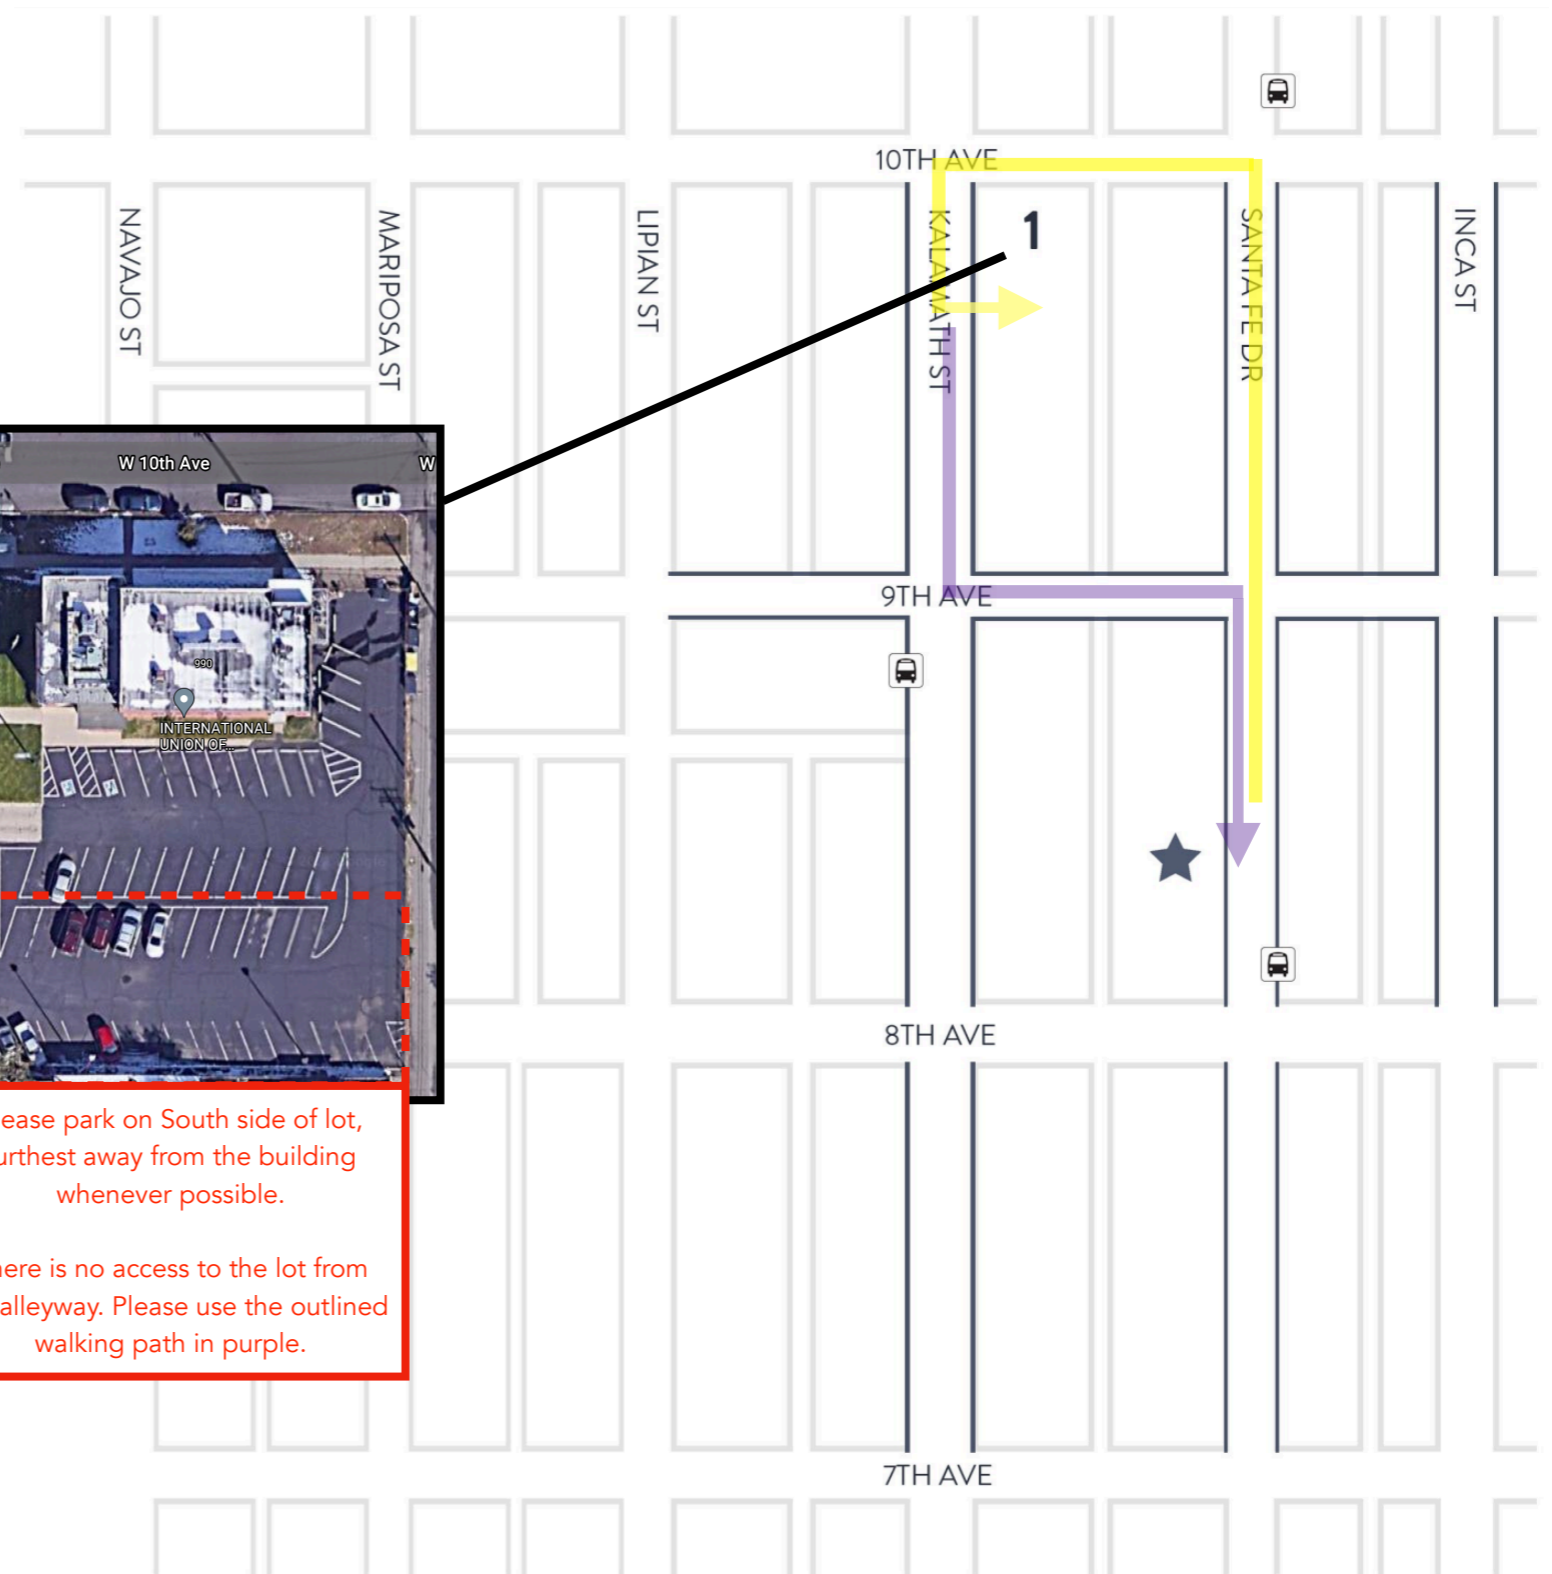 10TH AVE
NAVAJO ST
MARIPOSA ST
LIPIAN ST
KALAMATH ST
1
SANTA FE DR
INCA ST
W 10th Ave
W
990
INTERNATIONAL
UNION OF...
9TH AVE
8TH AVE
ease park on South side of lot,
urthest away from the building
whenever possible.
ere is no access to the lot from
alleyway. Please use the outlined
walking path in purple.
7TH AVE